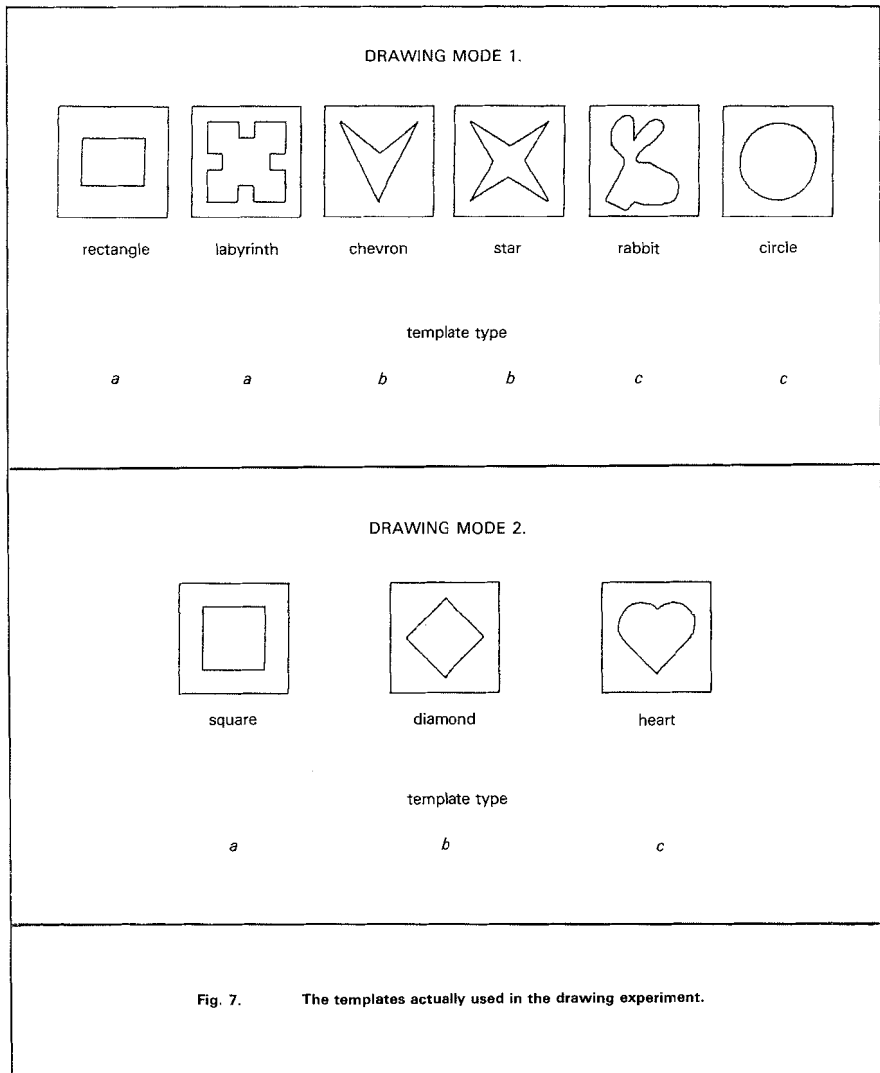 DRAWING MODE 1.
rectangle labyrinth chevron star rabbit circle
template type
a a b b c c
DRAWING MODE 2.
square diamond heart
template type
a b c
Fig. 7. The templates actually used in the drawing experiment.